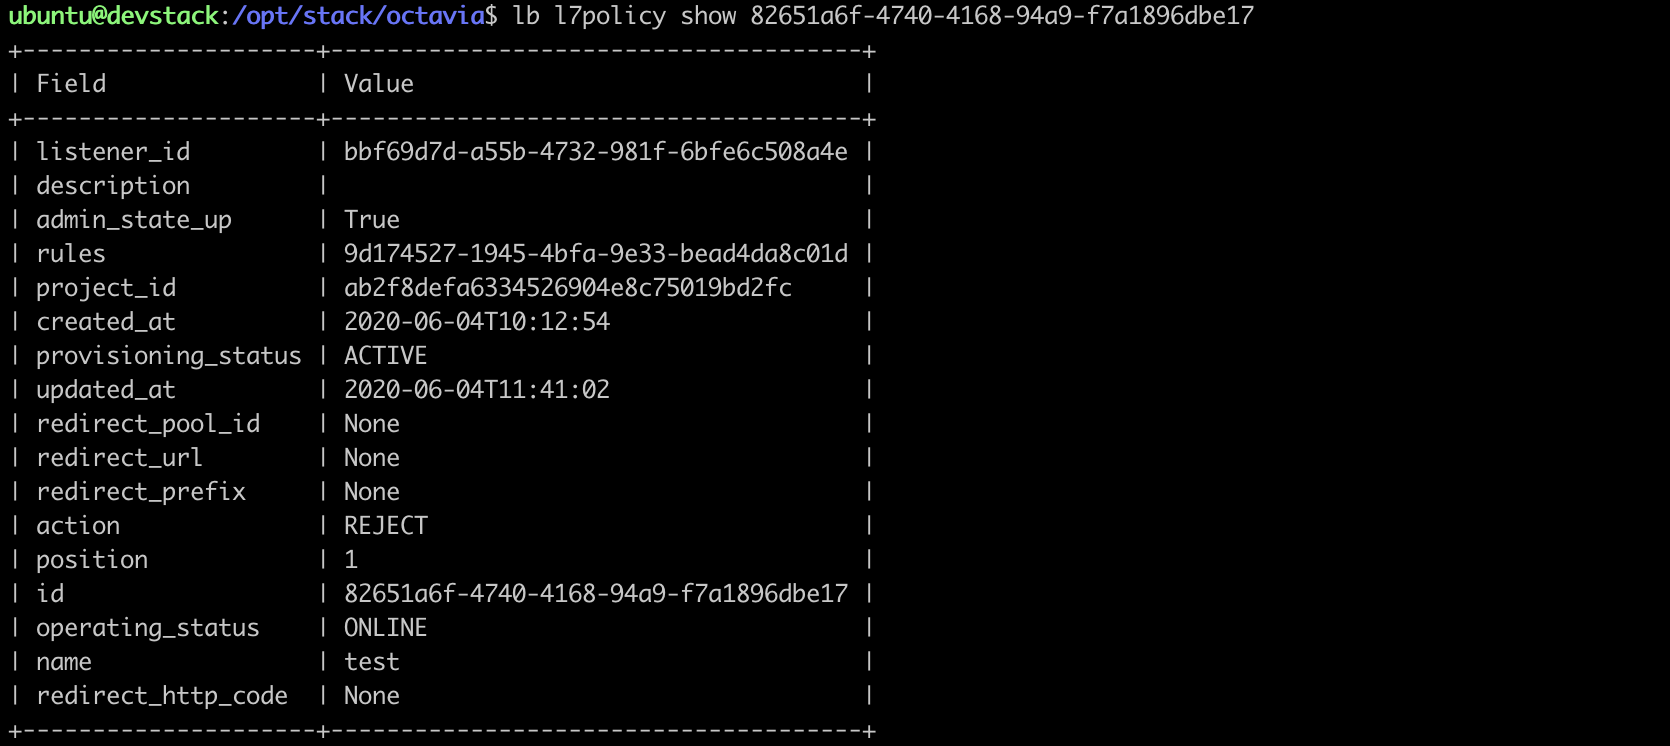 ubuntu@devstack:/opt/stack/octavia$ lb l7policy show 82651a6f-4740-4168-94a9-f7a1896dbe17
+---------------------+--------------------------------------+
| Field               | Value                                |
+---------------------+--------------------------------------+
| listener_id         | bbf69d7d-a55b-4732-981f-6bfe6c508a4e |
| description         |                                      |
| admin_state_up      | True                                 |
| rules               | 9d174527-1945-4bfa-9e33-bead4da8c01d |
| project_id          | ab2f8defa6334526904e8c75019bd2fc     |
| created_at          | 2020-06-04T10:12:54                  |
| provisioning_status | ACTIVE                               |
| updated_at          | 2020-06-04T11:41:02                  |
| redirect_pool_id    | None                                 |
| redirect_url        | None                                 |
| redirect_prefix     | None                                 |
| action              | REJECT                               |
| position            | 1                                    |
| id                  | 82651a6f-4740-4168-94a9-f7a1896dbe17 |
| operating_status    | ONLINE                               |
| name                | test                                 |
| redirect_http_code  | None                                 |
+---------------------+--------------------------------------+